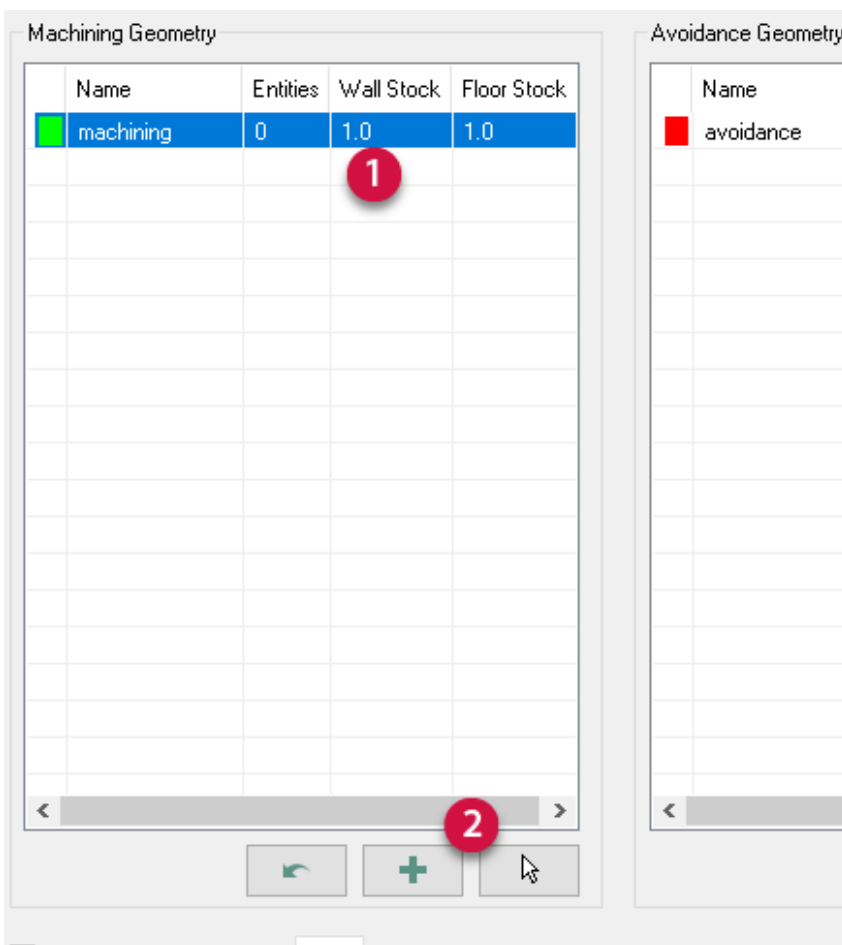 Machining Geometry
Name Entities Wall Stock Floor Stock
machining 0 1.0 1.0
1
2
Avoidance Geometry
Name
avoidance